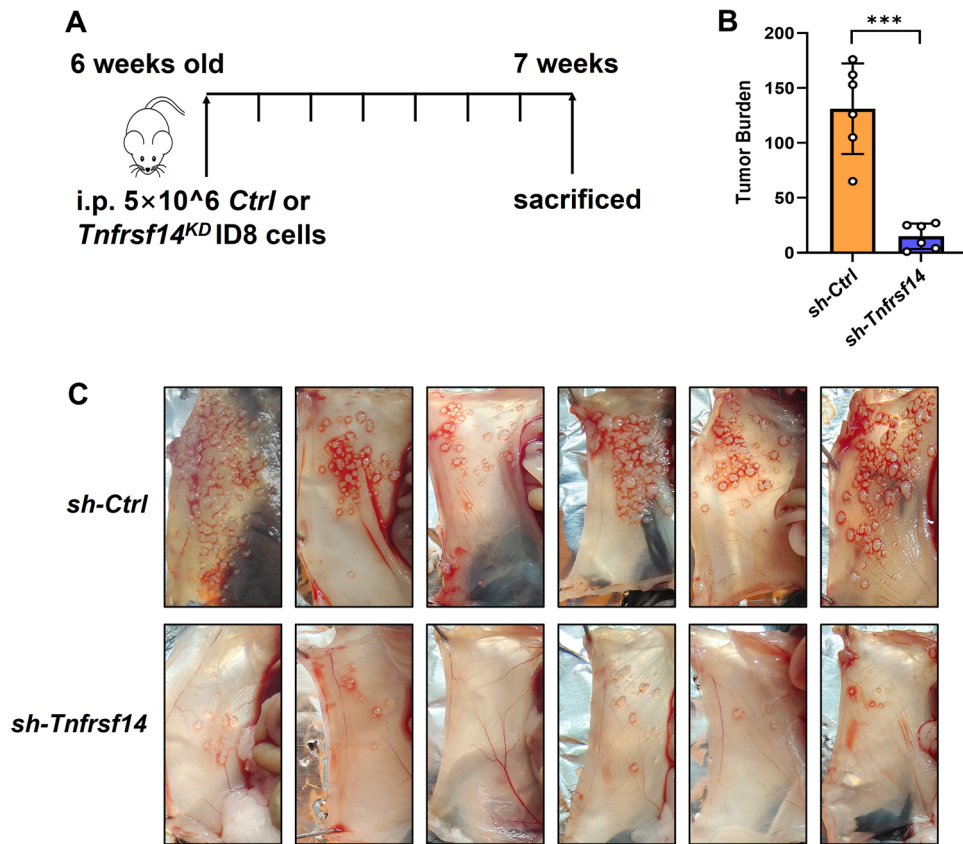 A
6 weeks old
7 weeks
i.p. 5×10^6 Ctrl or
Tnfrsf14KD ID8 cells
sacrificed
B
***
200
150
100
50
0
Tumor Burden
sh-Ctrl
sh-Tnfrsf14
C
sh-Ctrl
sh-Tnfrsf14